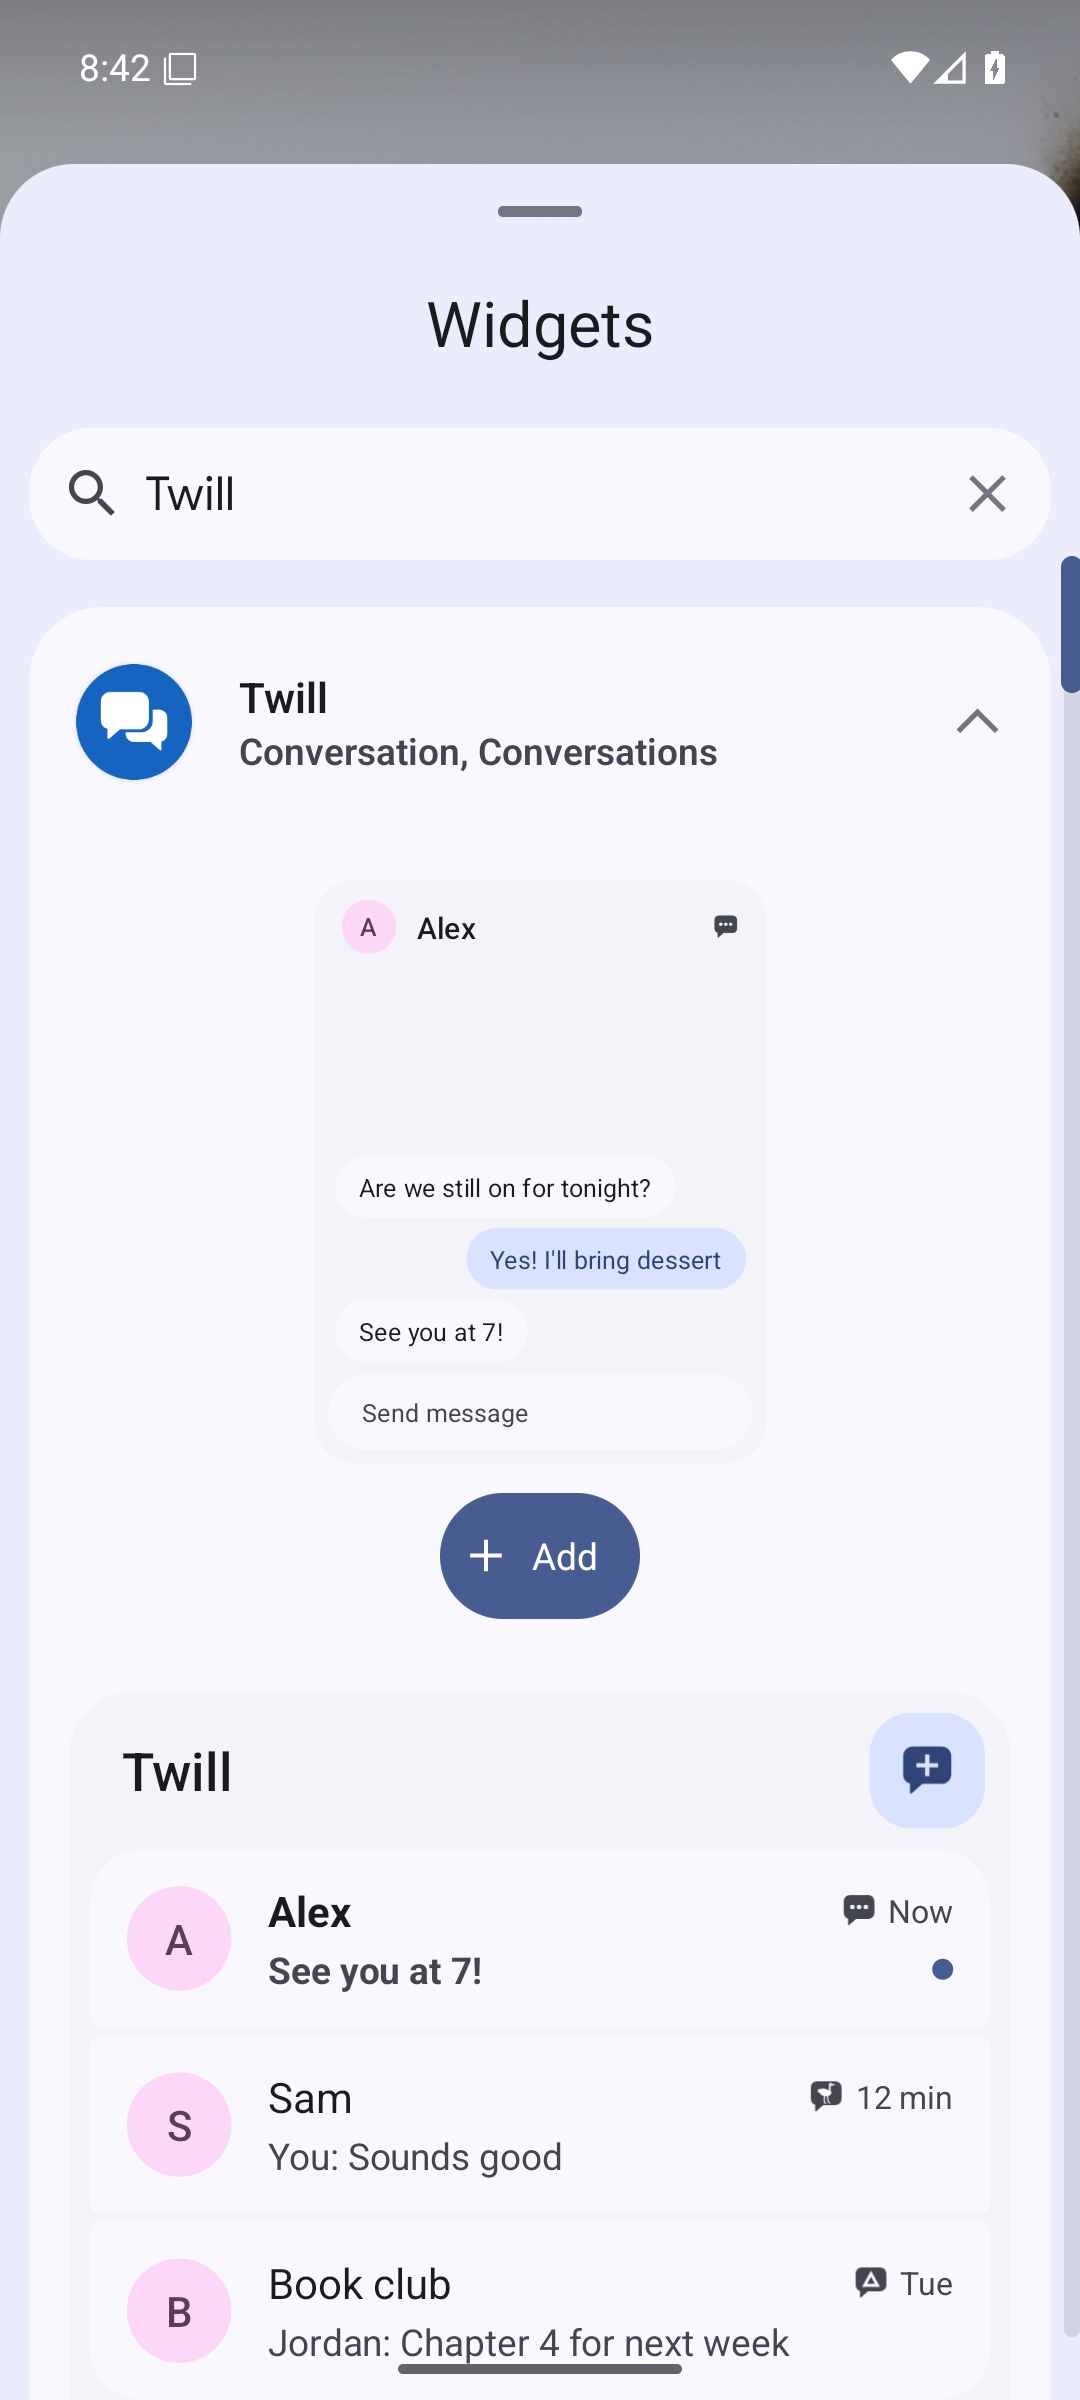 8:42
Widgets
Twill
Twill
Conversation, Conversations
A Alex
Are we still on for tonight?
Yes! I'll bring dessert
See you at 7!
Send message
Add
Twill
A Alex Now
See you at 7!
S Sam 12 min
You: Sounds good
B Book club Tue
Jordan: Chapter 4 for next week